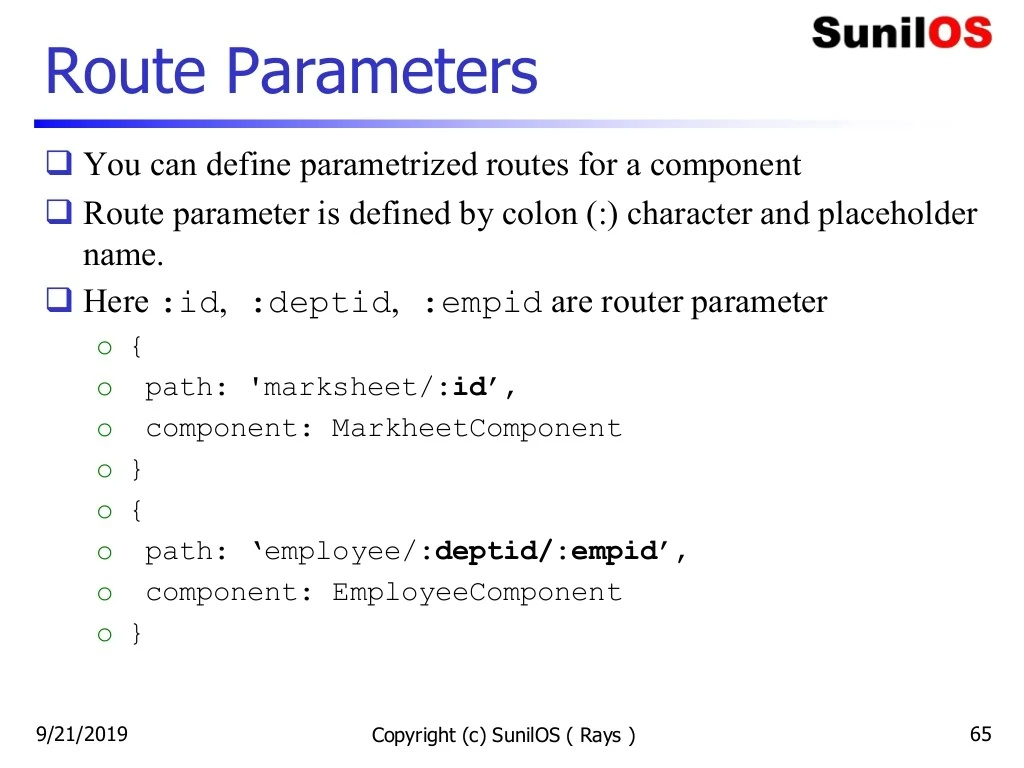 SunilOS
Route Parameters
You can define parametrized routes for a component
Route parameter is defined by colon (:) character and placeholder
name.
Here :id, :deptid, :empid are router parameter
{
path: 'marksheet/:id’,
component: MarkheetComponent
}
{
path: ‘employee/:deptid/:empid’,
component: EmployeeComponent
}
9/21/2019
Copyright (c) SunilOS ( Rays )
65